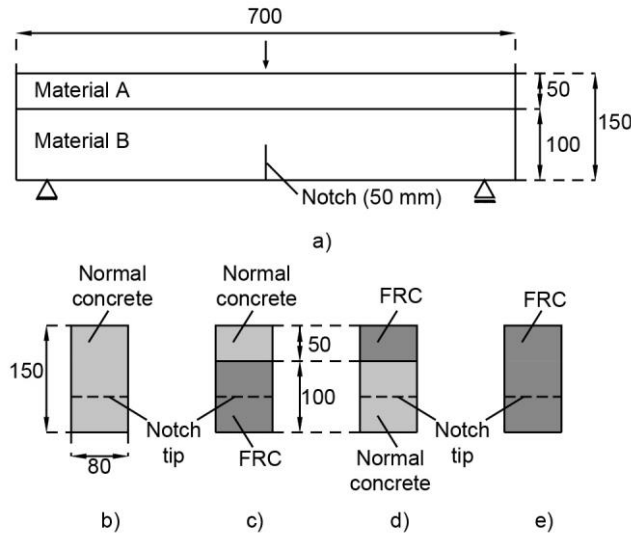 700
Material A
50
150
Material B
100
Notch (50 mm)
a)
Normal
concrete
Normal
concrete
FRC
FRC
150
50
100
Notch
tip
Notch
tip
80
FRC
Normal
concrete
b)
c)
d)
e)